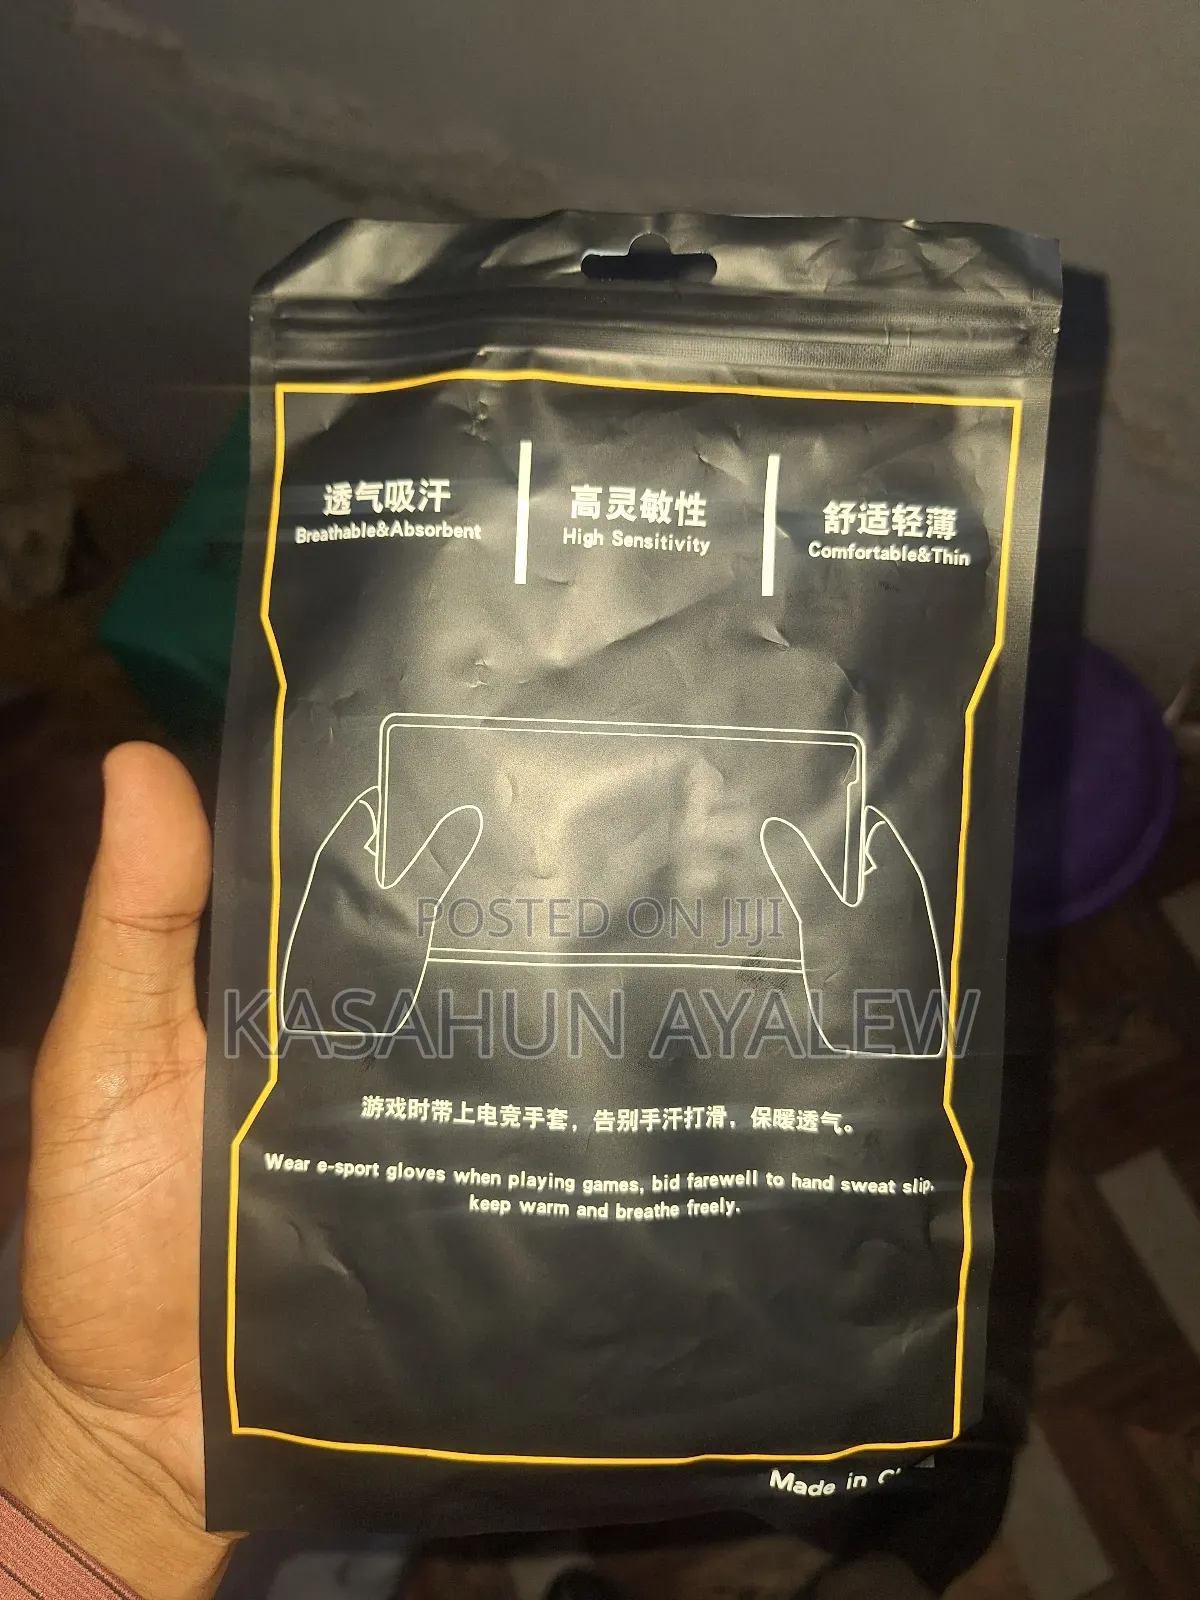 透气吸汗
Breathable&Absorbent
高灵敏性
High Sensitivity
舒适轻薄
Comfortable&Thin
POSTED ON JIJI
KASAHUN AYALEW
游戏时带上电竞手套，告别手汗打滑，保暖透气。
Wear e-sport gloves when playing games, bid farewell to hand sweat slip,
keep warm and breathe freely.
Made in